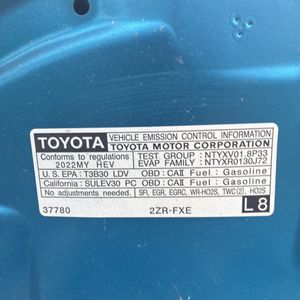 TOYOTA
VEHICLE EMISSION CONTROL INFORMATION
TOYOTA MOTOR CORPORATION
Conforms to regulations
2022MY HEV
TEST GROUP : NTYXV01.8P33
EVAP FAMILY : NTYXR0130J72
U.S. EPA : T3B30 LDV OBD : CAⅡ Fuel : Gasoline
California : SULEV30 PC OBD : CAⅡ Fuel : Gasoline
No adjustments needed. SFI, EGR, EGRC, WR-HO2S, TWC(2), HO2S
37780 2ZR-FXE L8